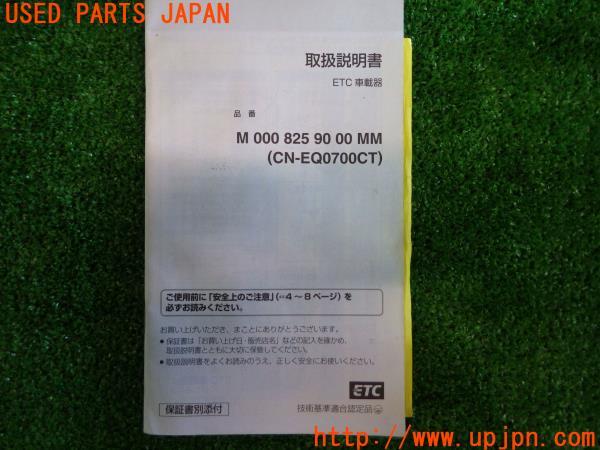 USED PARTS JAPAN
取扱説明書
ETC 車載器
品 番
M 000 825 90 00 MM
(CN-EQ0700CT)
ご使用前に「安全上のご注意」(☞4～8ページ)を
必ずお読みください。
お買い上げいただき、まことにありがとうございます。
● 保証書は「お買い上げ日・販売店名」などの記入を確かめ、
取扱説明書とともに大切に保管してください。
● 取扱説明書をよくお読みのうえ、正しく安全にお使いください。
ETC
保証書別添付
技術基準適合認定品
www.upjpn.com